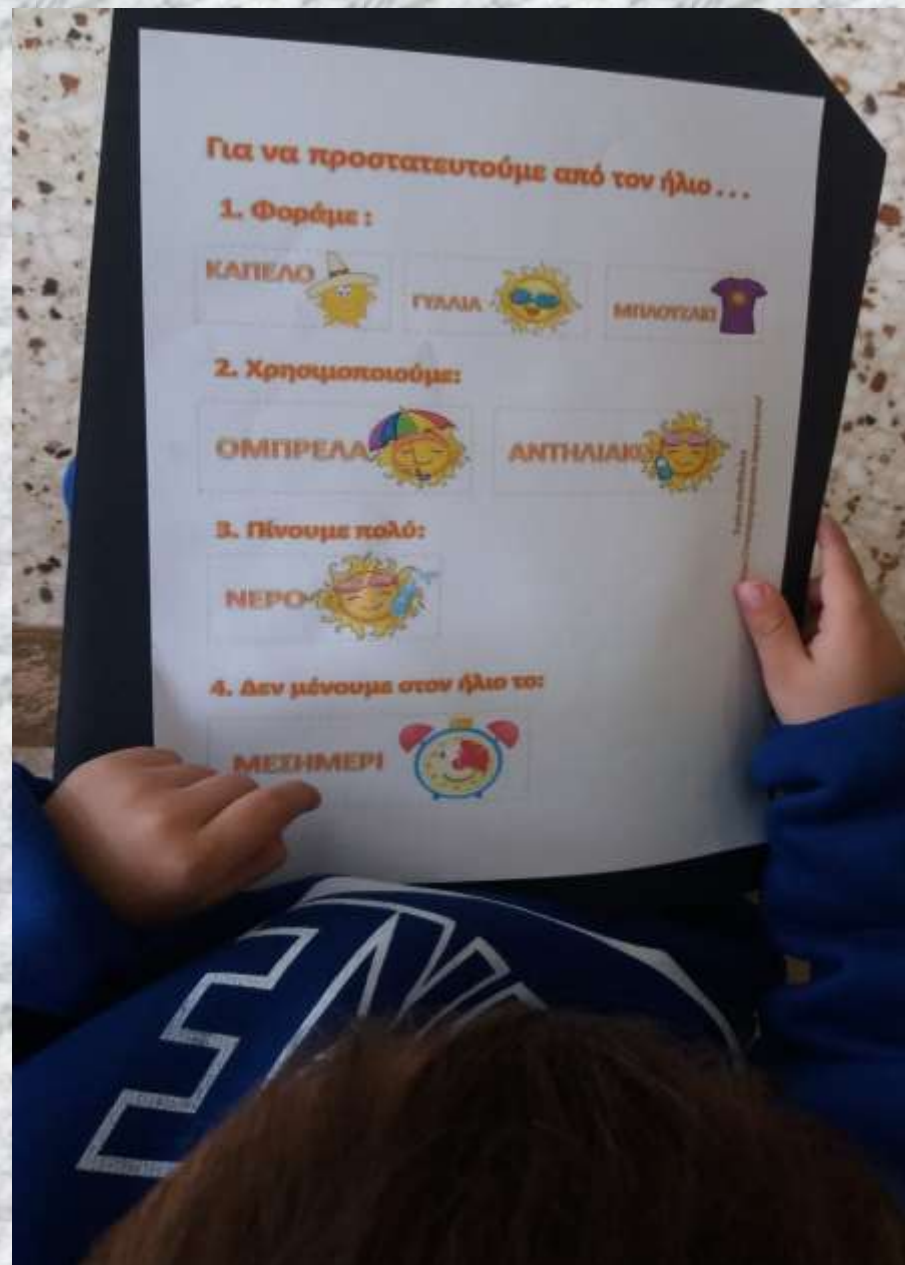 Για να προστατευτούμε από τον ήλιο . . .
1. Φοράμε :
ΚΑΠΕΛΟ ΓΥΑΛΙΑ ΜΠΛΟΥΖΑΚΙ
2. Χρησιμοποιούμε:
ΟΜΠΡΕΛΑ ΑΝΤΗΛΙΑΚΟ
3. Πίνουμε πολύ:
ΝΕΡΟ
4. Δεν μένουμε στον ήλιο το:
ΜΕΣΗΜΕΡΙ